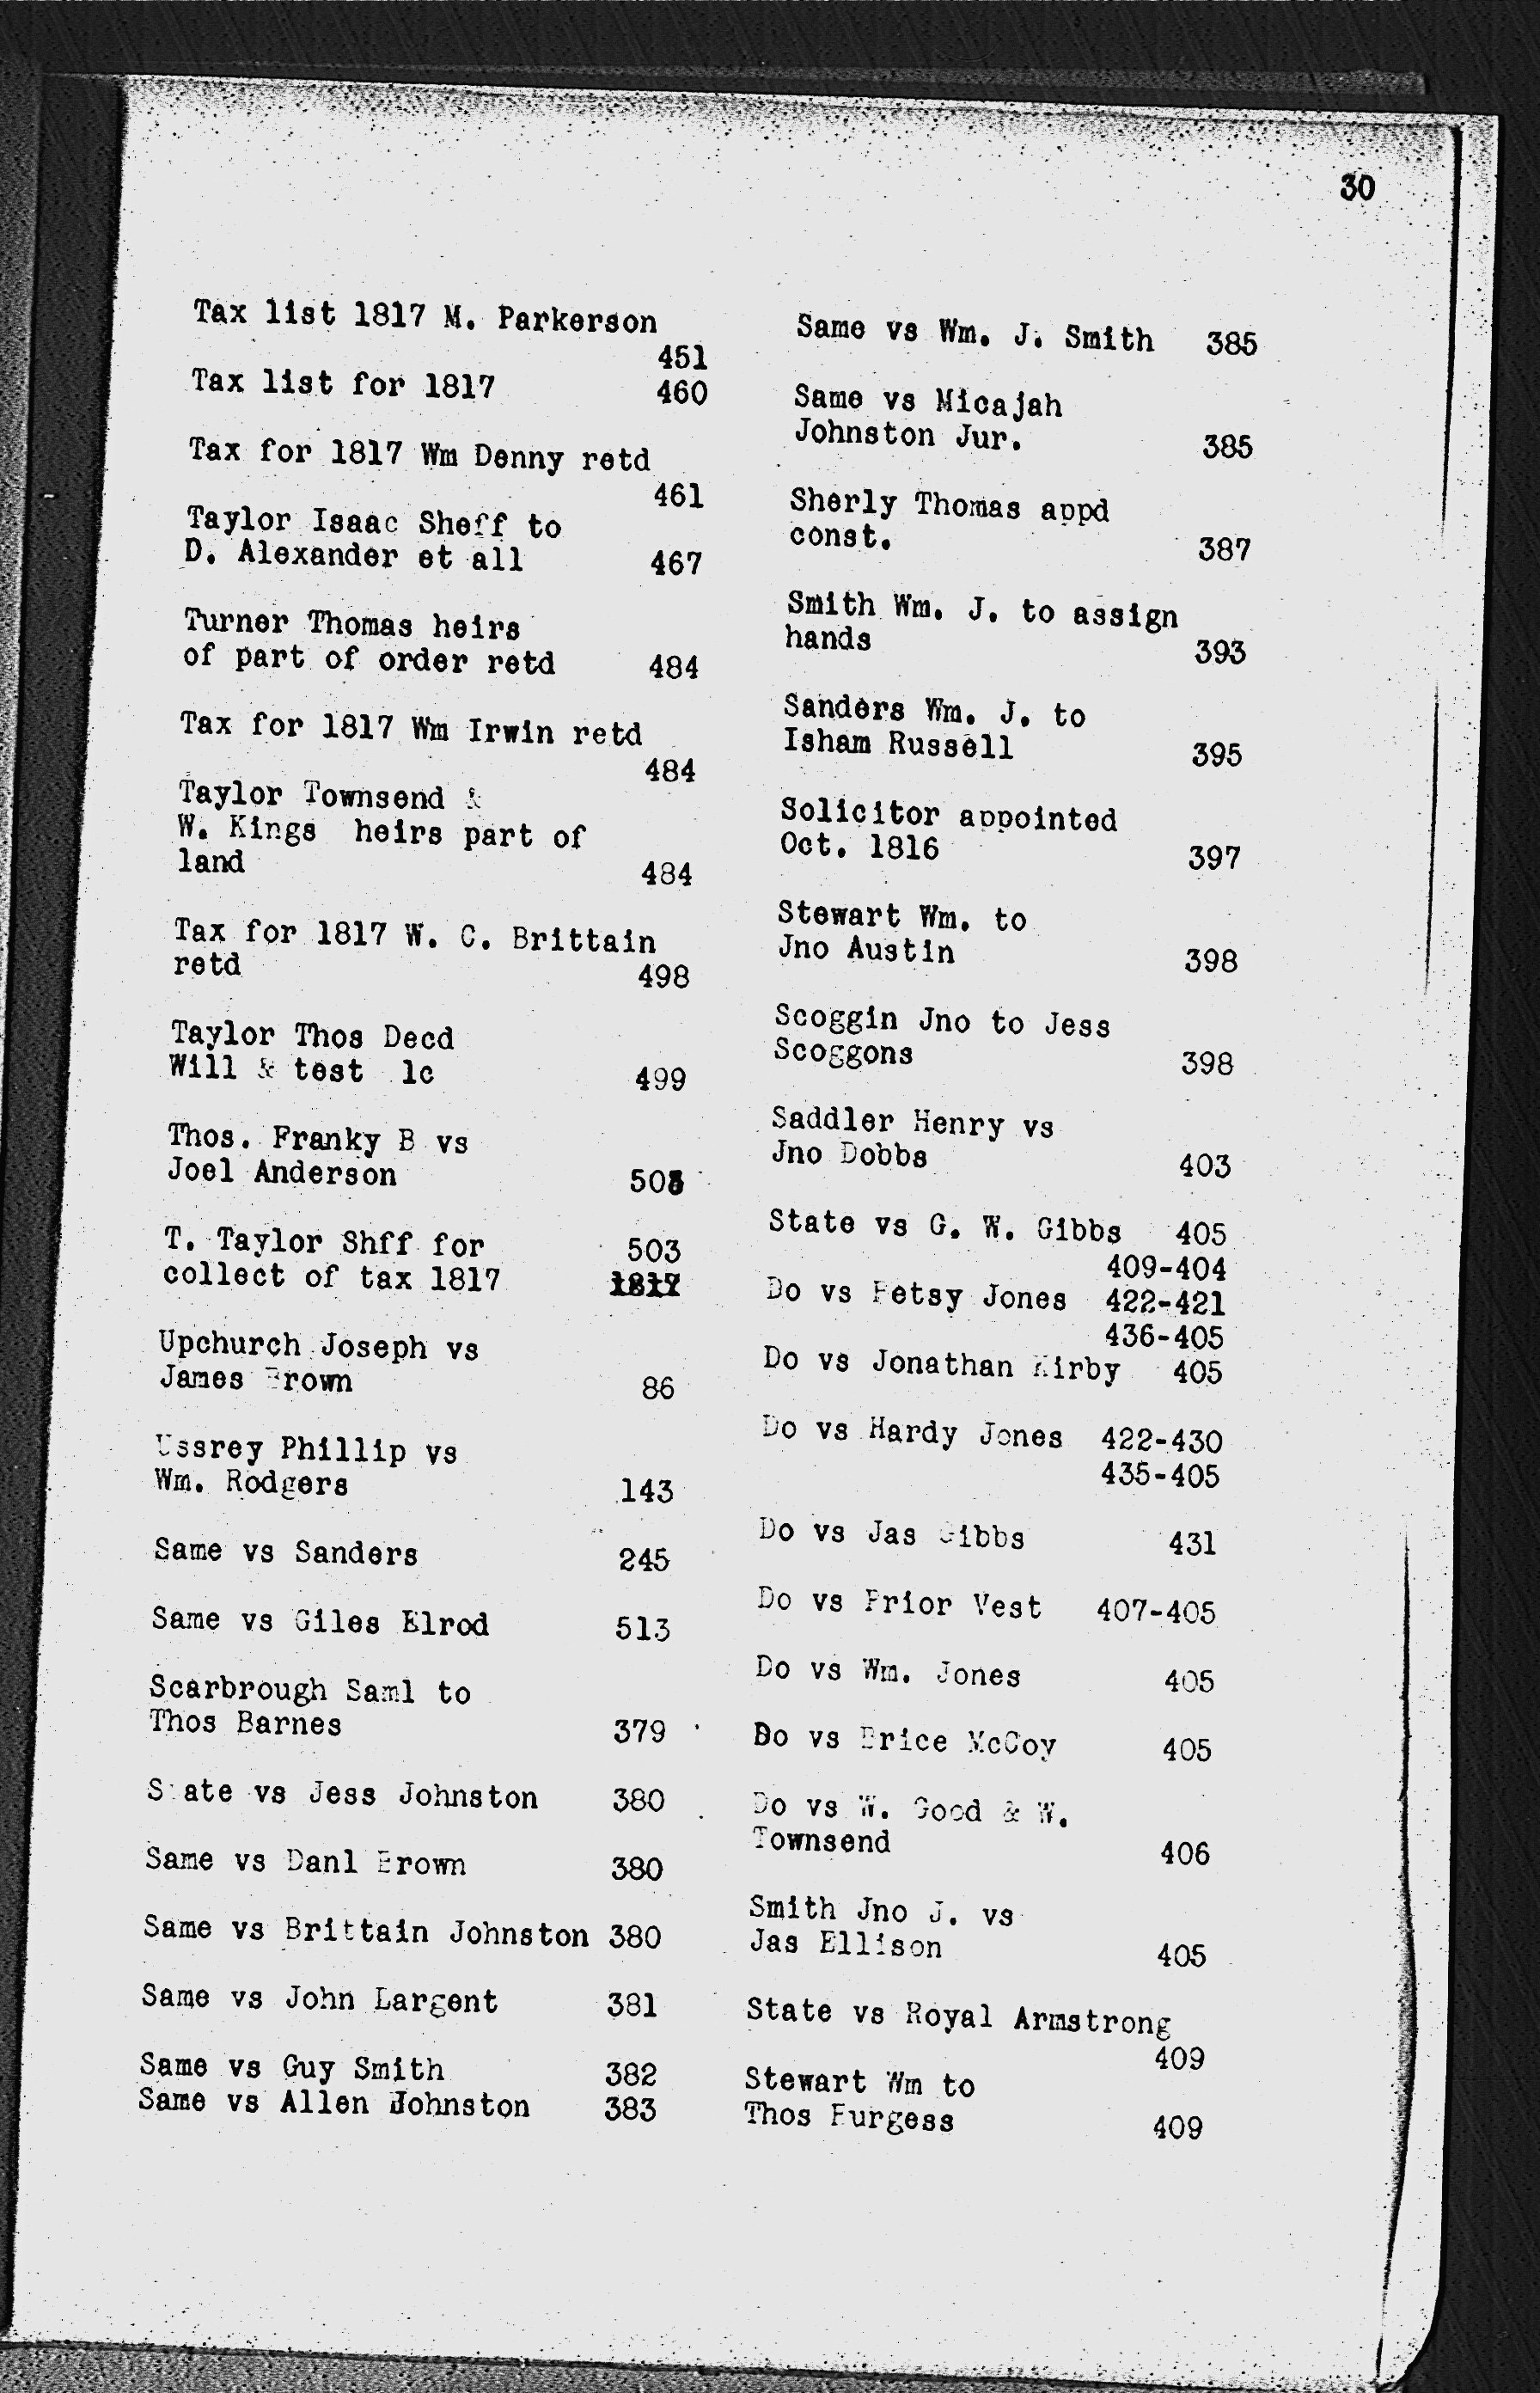 30
Tax list 1817 M. Parkerson
451
Tax list for 1817 460
Tax for 1817 Wm Denny retd
461
Taylor Isaac Sheff to
D. Alexander et all 467
Turner Thomas heirs
of part of order retd 484
Tax for 1817 Wm Irwin retd
484
Taylor Townsend &
W. Kings heirs part of
land 484
Tax for 1817 W. C. Brittain
retd 498
Taylor Thos Decd
Will & test lc 499
Thos. Franky B vs
Joel Anderson
T. Taylor Shff for 503
collect of tax 1817
Upchurch Joseph vs
James Brown 86
Ussrey Phillip vs
Wm. Rodgers 143
Same vs Sanders 245
Same vs Giles Elrod 513
Scarbrough Saml to
Thos Barnes 379
State vs Jess Johnston 380
Same vs Danl Brown 380
Same vs Brittain Johnston 380
Same vs John Largent 381
Same vs Guy Smith 382
Same vs Allen Johnston 383
Same vs Wm. J. Smith 385
Same vs Micajah
Johnston Jur. 385
Sherly Thomas appd
const. 387
Smith Wm. J. to assign
hands 393
Sanders Wm. J. to
Isham Russell 395
Solicitor appointed
Oct. 1816 397
Stewart Wm. to
Jno Austin 398
Scoggin Jno to Jess
Scoggons 398
Saddler Henry vs
Jno Dobbs 403
State vs G. W. Gibbs 405
409-404
Do vs Betsy Jones 422-421
436-405
Do vs Jonathan Kirby 405
Do vs Hardy Jones 422-430
435-405
Do vs Jas Gibbs 431
Do vs Prior Vest 407-405
Do vs Wm. Jones 405
Do vs Brice McCoy 405
Do vs W. Good & W.
Townsend 406
Smith Jno J. vs
Jas Ellison 405
State vs Royal Armstrong
409
Stewart Wm to
Thos Burgess 409